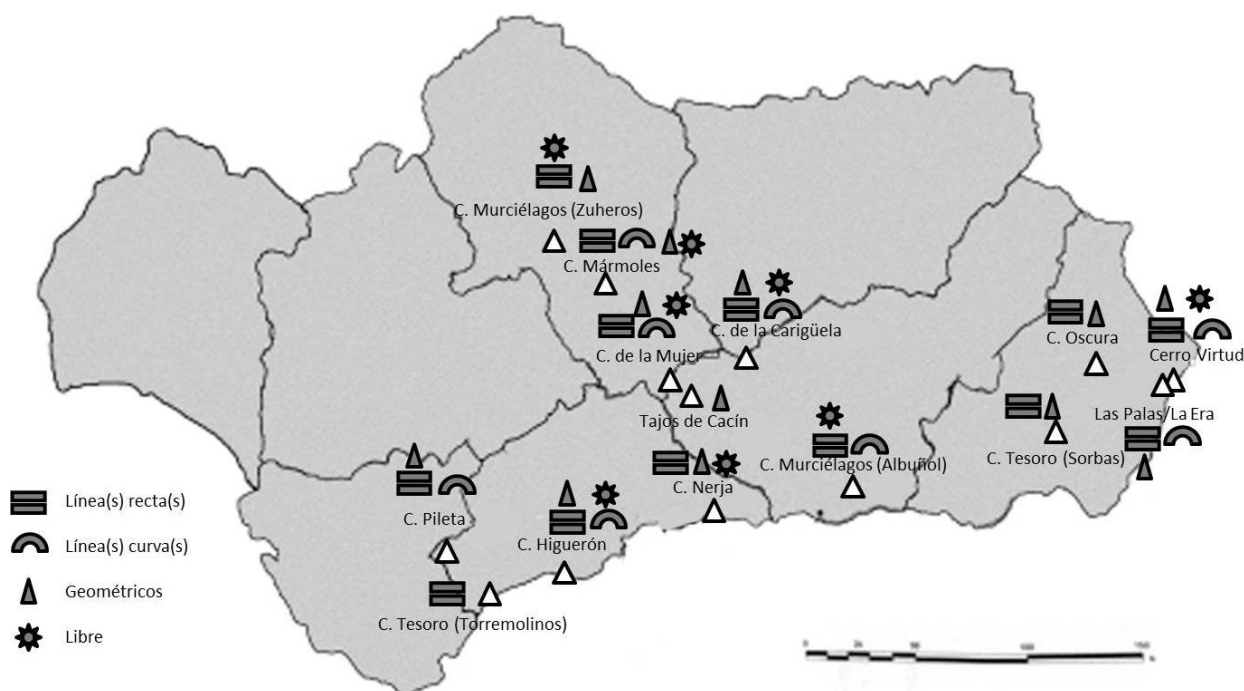 C. Murciélagos (Zuheros)
C. Mármoles
C. de la Carigüela
C. Oscura
Cerro Virtud
C. de la Mujer
Tajos de Cacín
Las Palas/La Era
C. Murciélagos (Albuñol)
C. Tesoro (Sorbas)
C. Nerja
C. Pileta
C. Higuerón
C. Tesoro (Torremolinos)
Línea(s) recta(s)
Línea(s) curva(s)
Geométricos
Libre